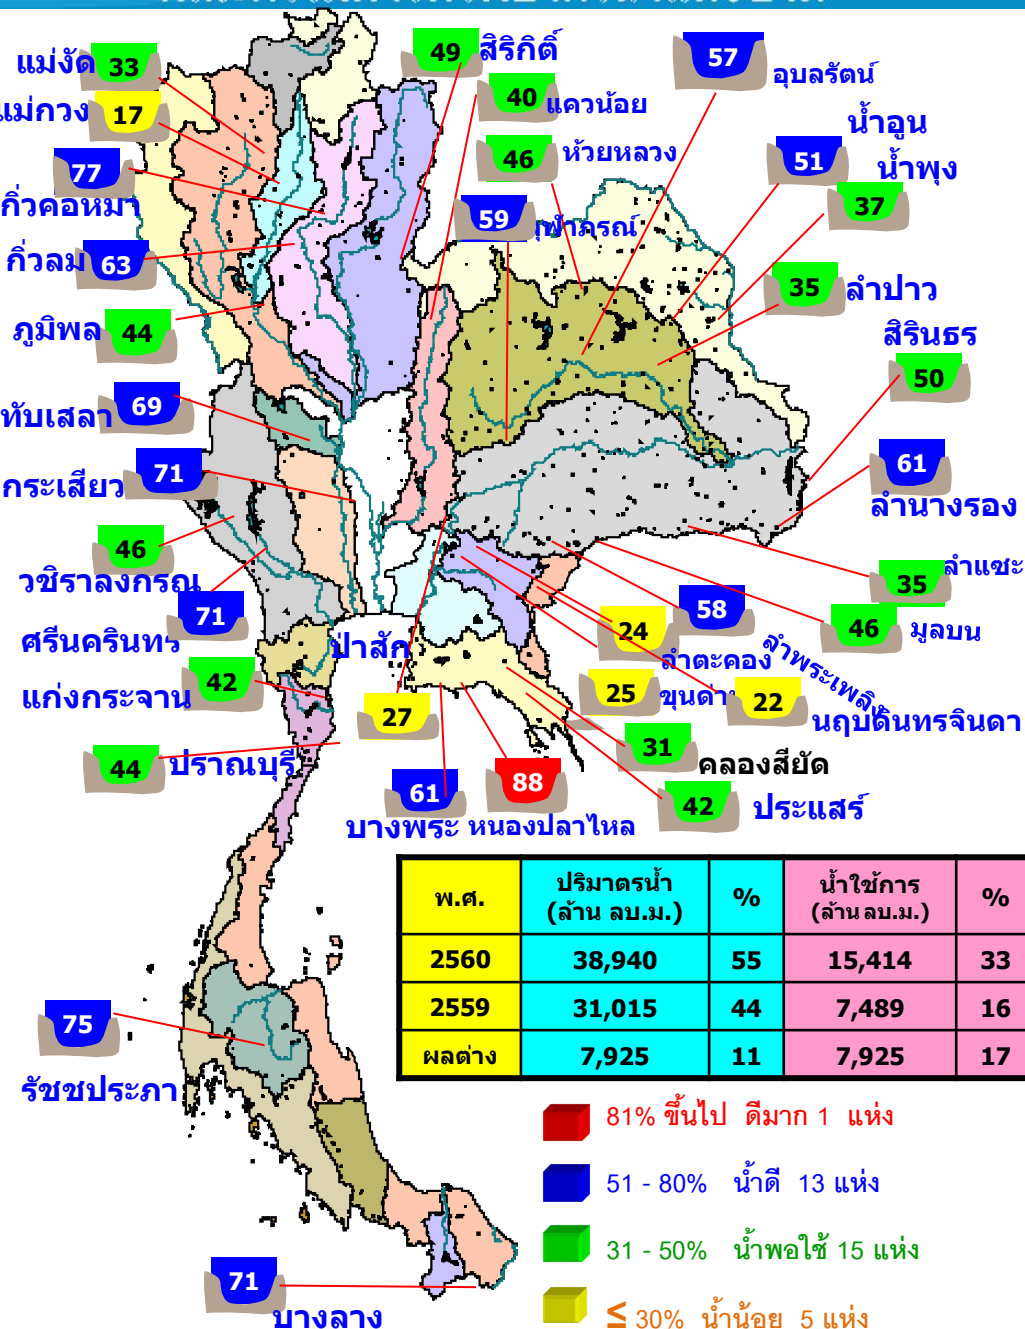 49 สิริกิติ์
57
แม่งัด 33
อุบลรัตน์
40 แควน้อย
แม่กวง 17
น้ำอูน
46 ห้วยหลวง
51
น้ำพุง
77
37
กิ่วคอหมา
59
กิ่วลม 63
35 ลำปาว
ภูมิพล 44
สิรินธร
50
ทับเสลา 69
กระเสียว 71
61
ลำนางรอง
46
วชิราลงกรณ
ลำแซะ
35
71
58
ศรีนครินทร
24
46 มูลบน
ป่าสัก
ลำตะคอง
ลำพระเพลิง
แก่งกระจาน 42
25
22
27
นฤบดินทรจินดา
44 ปราณบุรี
31
คลองสียัด
61
88
42 ประแสร์
บางพระ หนองปลาไหล
พ.ศ. ปริมาตรน้ำ (ล้าน ลบ.ม.) % น้ำใช้การ (ล้าน ลบ.ม.) %
2560 38,940 55 15,414 33
2559 31,015 44 7,489 16
ผลต่าง 7,925 11 7,925 17
75
รัชชประภา
81% ขึ้นไป ดีมาก 1 แห่ง
51 - 80% น้ำดี 13 แห่ง
31 - 50% น้ำพอใช้ 15 แห่ง
≤ 30% น้ำน้อย 5 แห่ง
71
บางลาง